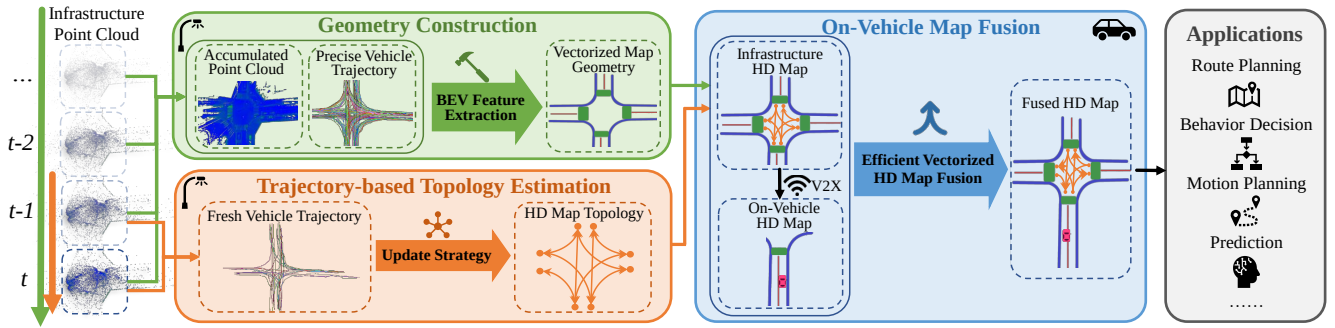 Infrastructure
Point Cloud
...
t-2
t-1
t
Geometry Construction
Accumulated
Point Cloud
Precise Vehicle
Trajectory
BEV Feature
Extraction
Vectorized Map
Geometry
Trajectory-based Topology Estimation
Fresh Vehicle Trajectory
Update Strategy
HD Map Topology
On-Vehicle Map Fusion
Infrastructure
HD Map
V2X
On-Vehicle
HD Map
Efficient Vectorized
HD Map Fusion
Fused HD Map
Applications
Route Planning
Behavior Decision
Motion Planning
Prediction
......